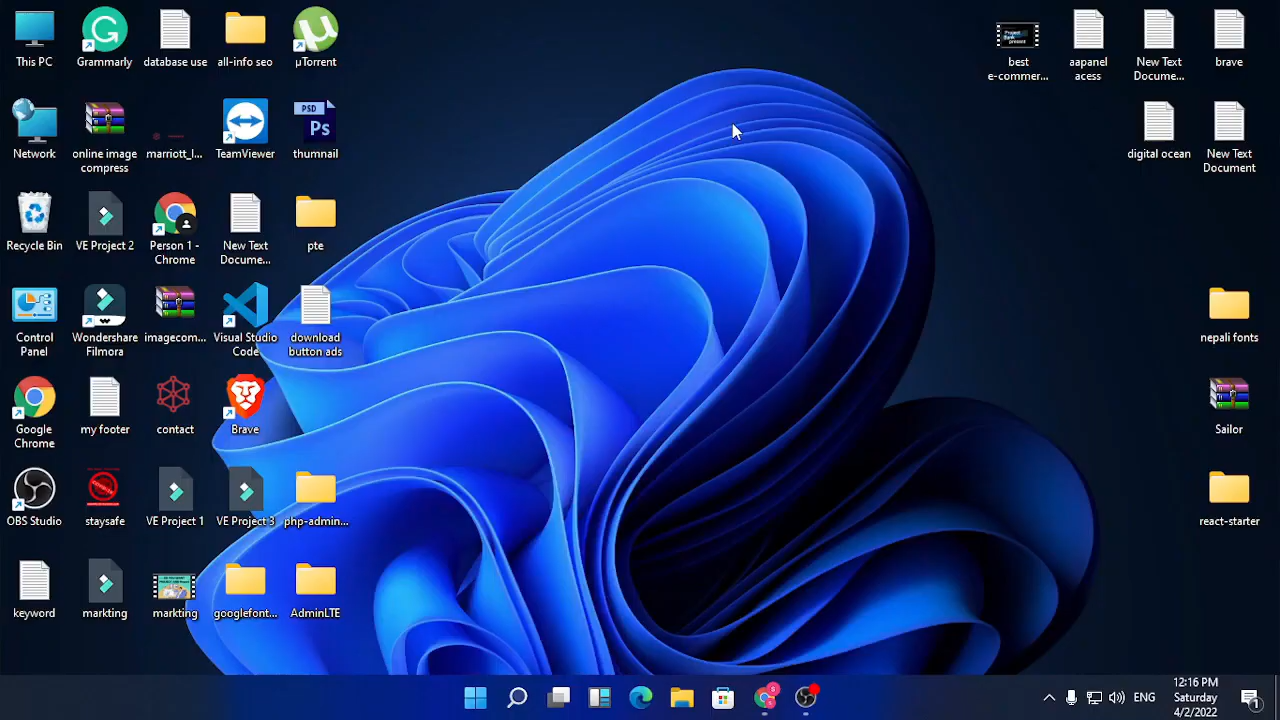 This PC
Grammarly
database use
all-info seo
µTorrent
best
e-commer...
aapanel
acess
New Text
Docume...
brave
Network
online image
compress
marriott_l...
TeamViewer
PSD
Ps
thumnail
digital ocean
New Text
Document
Recycle Bin
VE Project 2
Person 1 -
Chrome
New Text
Docume...
pte
Control
Panel
Wondershare
Filmora
imagecom...
Visual Studio
Code
download
button ads
nepali fonts
Google
Chrome
my footer
contact
Brave
Sailor
OBS Studio
staysafe
VE Project 1
VE Project 3
php-admin...
react-starter
keyword
markting
markting
googlefont...
AdminLTE
ENG
12:16 PM
Saturday
4/2/2022
1